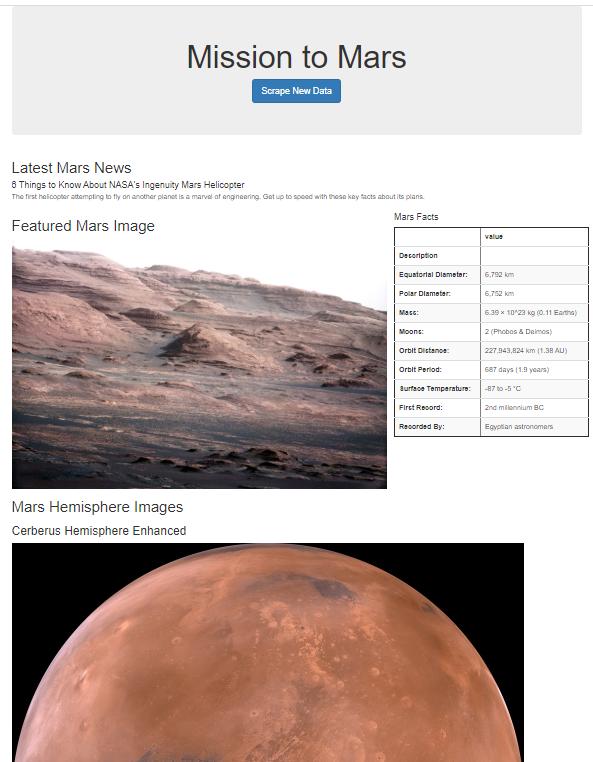 Mission to Mars
Scrape New Data
Latest Mars News
6 Things to Know About NASA's Ingenuity Mars Helicopter
The first helicopter attempting to fly on another planet is a marvel of engineering. Get up to speed with these key facts about its plans.
Featured Mars Image
Mars Facts
value
Description
Equatorial Diameter: 6,792 km
Polar Diameter: 6,752 km
Mass: 6.39 × 10^23 kg (0.11 Earths)
Moons: 2 (Phobos & Deimos)
Orbit Distance: 227,943,824 km (1.38 AU)
Orbit Period: 687 days (1.9 years)
Surface Temperature: -87 to -5 °C
First Record: 2nd millennium BC
Recorded By: Egyptian astronomers
Mars Hemisphere Images
Cerberus Hemisphere Enhanced